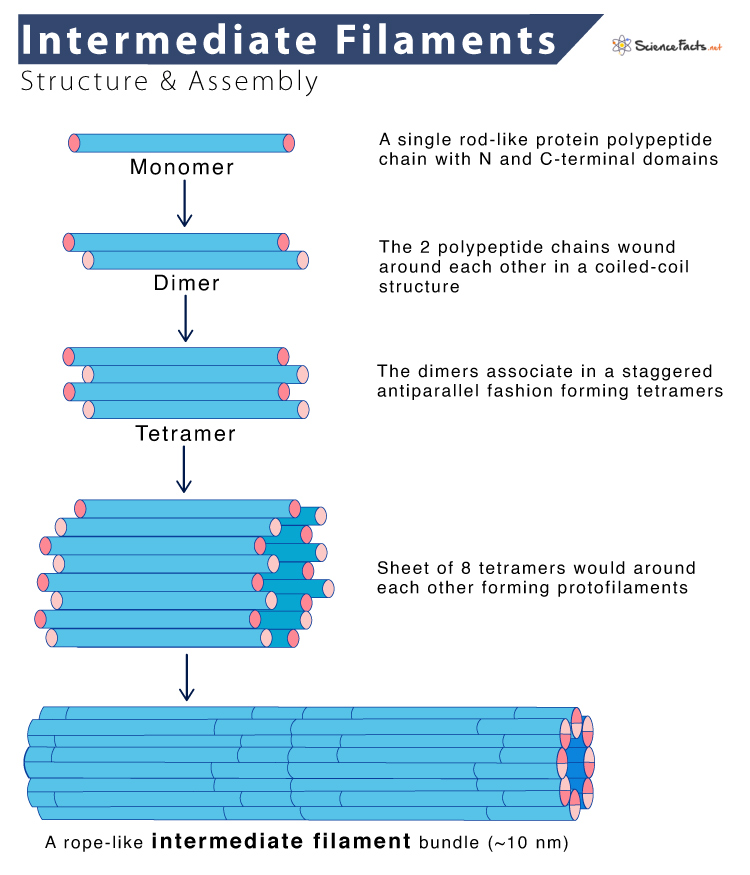 Intermediate Filaments
ScienceFacts.net
Structure & Assembly
Monomer
A single rod-like protein polypeptide
chain with N and C-terminal domains
Dimer
The 2 polypeptide chains wound
around each other in a coiled-coil
structure
Tetramer
The dimers associate in a staggered
antiparallel fashion forming tetramers
Sheet of 8 tetramers would around
each other forming protofilaments
A rope-like intermediate filament bundle (~10 nm)